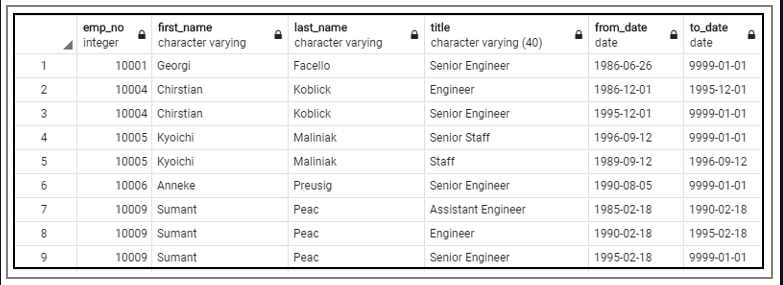 emp_no first_name last_name title from_date to_date
integer character varying character varying character varying (40) date date
1 10001 Georgi Facello Senior Engineer 1986-06-26 9999-01-01
2 10004 Chirstian Koblick Engineer 1986-12-01 1995-12-01
3 10004 Chirstian Koblick Senior Engineer 1995-12-01 9999-01-01
4 10005 Kyoichi Maliniak Senior Staff 1996-09-12 9999-01-01
5 10005 Kyoichi Maliniak Staff 1989-09-12 1996-09-12
6 10006 Anneke Preusig Senior Engineer 1990-08-05 9999-01-01
7 10009 Sumant Peac Assistant Engineer 1985-02-18 1990-02-18
8 10009 Sumant Peac Engineer 1990-02-18 1995-02-18
9 10009 Sumant Peac Senior Engineer 1995-02-18 9999-01-01